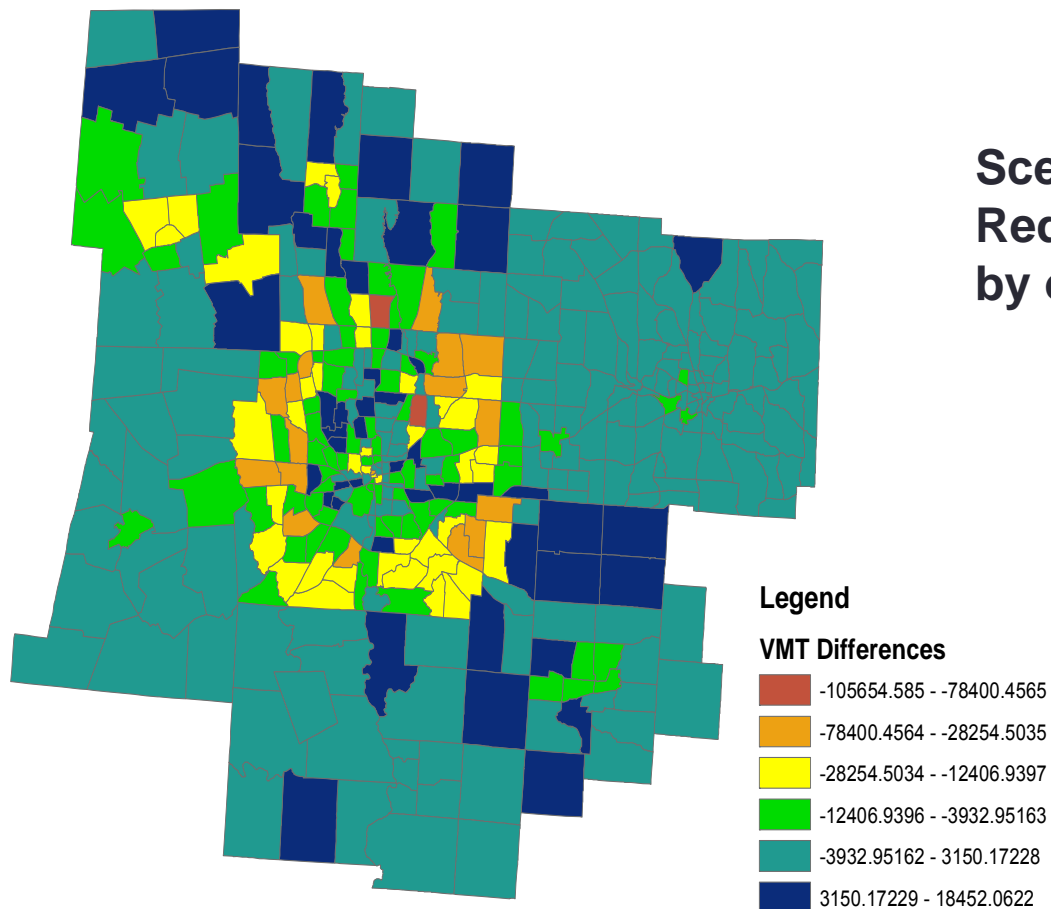 Sce
by
Legend
VMT Differences
-105654.585 - -78400.4565
-78400.4564 - -28254.5035
-28254.5034 - -12406.9397
-12406.9396 - -3932.95163
-3932.95162 - 3150.17228
3150.17229 - 18452.0622